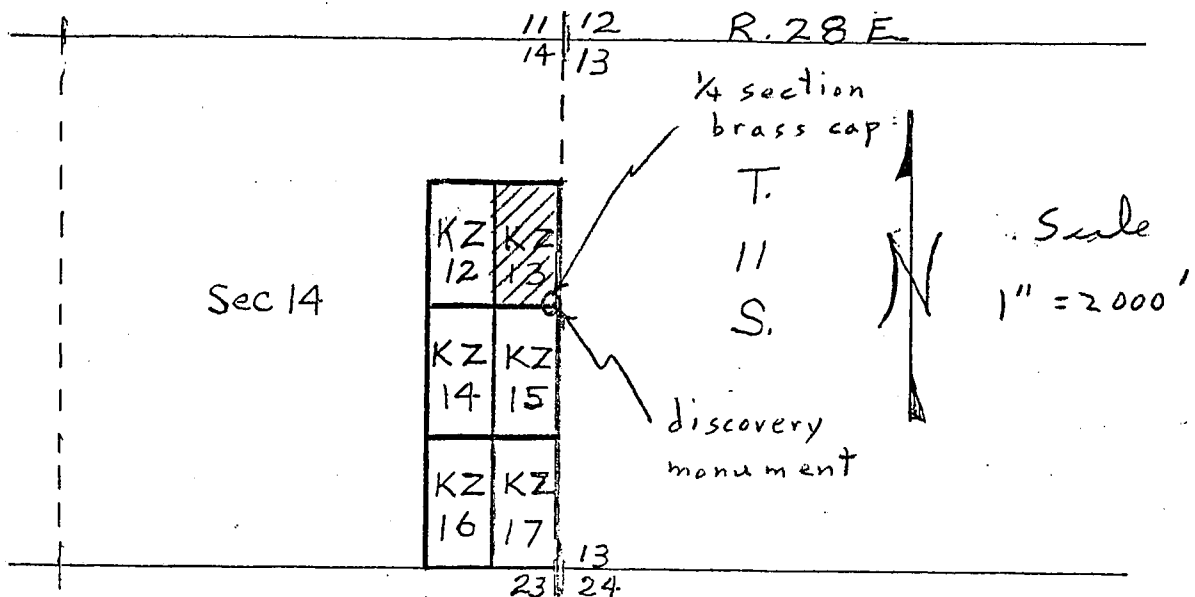 11 12 R. 28 E.
14 13
1/4 section
brass cap
T.
11
S.
N
Scale
1" = 2000'
Sec 14
KZ 12
KZ 13
KZ 14
KZ 15
discovery
monument
KZ 16
KZ 17
13
23 24